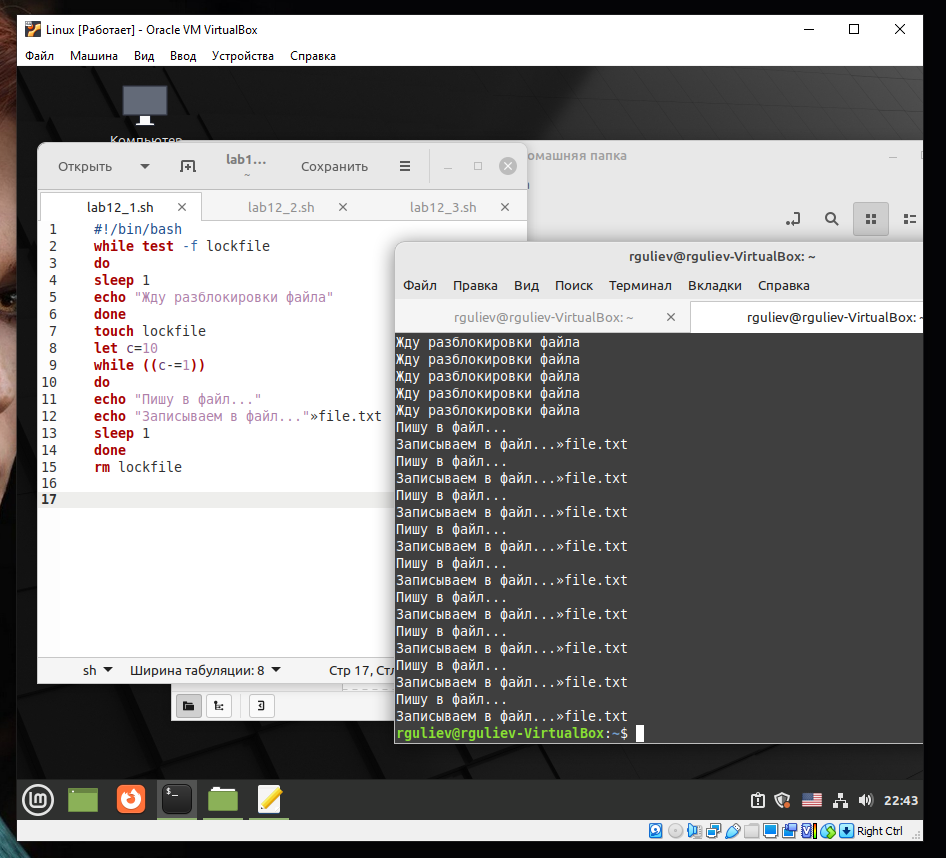 Linux [Работает] - Oracle VM VirtualBox
Файл Машина Вид Ввод Устройства Справка
Компьютер
Открыть lab1... ~ Сохранить
омашняя папка
lab12_1.sh lab12_2.sh lab12_3.sh
1 #!/bin/bash
2 while test -f lockfile
3 do
4 sleep 1
5 echo "Жду разблокировки файла"
6 done
7 touch lockfile
8 let c=10
9 while ((c-=1))
10 do
11 echo "Пишу в файл..."
12 echo "Записываем в файл..."»file.txt
13 sleep 1
14 done
15 rm lockfile
16
17
sh Ширина табуляции: 8 Стр 17, Стл
rguliev@rguliev-VirtualBox: ~
Файл Правка Вид Поиск Терминал Вкладки Справка
rguliev@rguliev-VirtualBox: ~ rguliev@rguliev-VirtualBox: ~
Жду разблокировки файла
Жду разблокировки файла
Жду разблокировки файла
Жду разблокировки файла
Жду разблокировки файла
Пишу в файл...
Записываем в файл...»file.txt
Пишу в файл...
Записываем в файл...»file.txt
Пишу в файл...
Записываем в файл...»file.txt
Пишу в файл...
Записываем в файл...»file.txt
Пишу в файл...
Записываем в файл...»file.txt
Пишу в файл...
Записываем в файл...»file.txt
Пишу в файл...
Записываем в файл...»file.txt
Пишу в файл...
Записываем в файл...»file.txt
Пишу в файл...
Записываем в файл...»file.txt
rguliev@rguliev-VirtualBox:~$
22:43
Right Ctrl